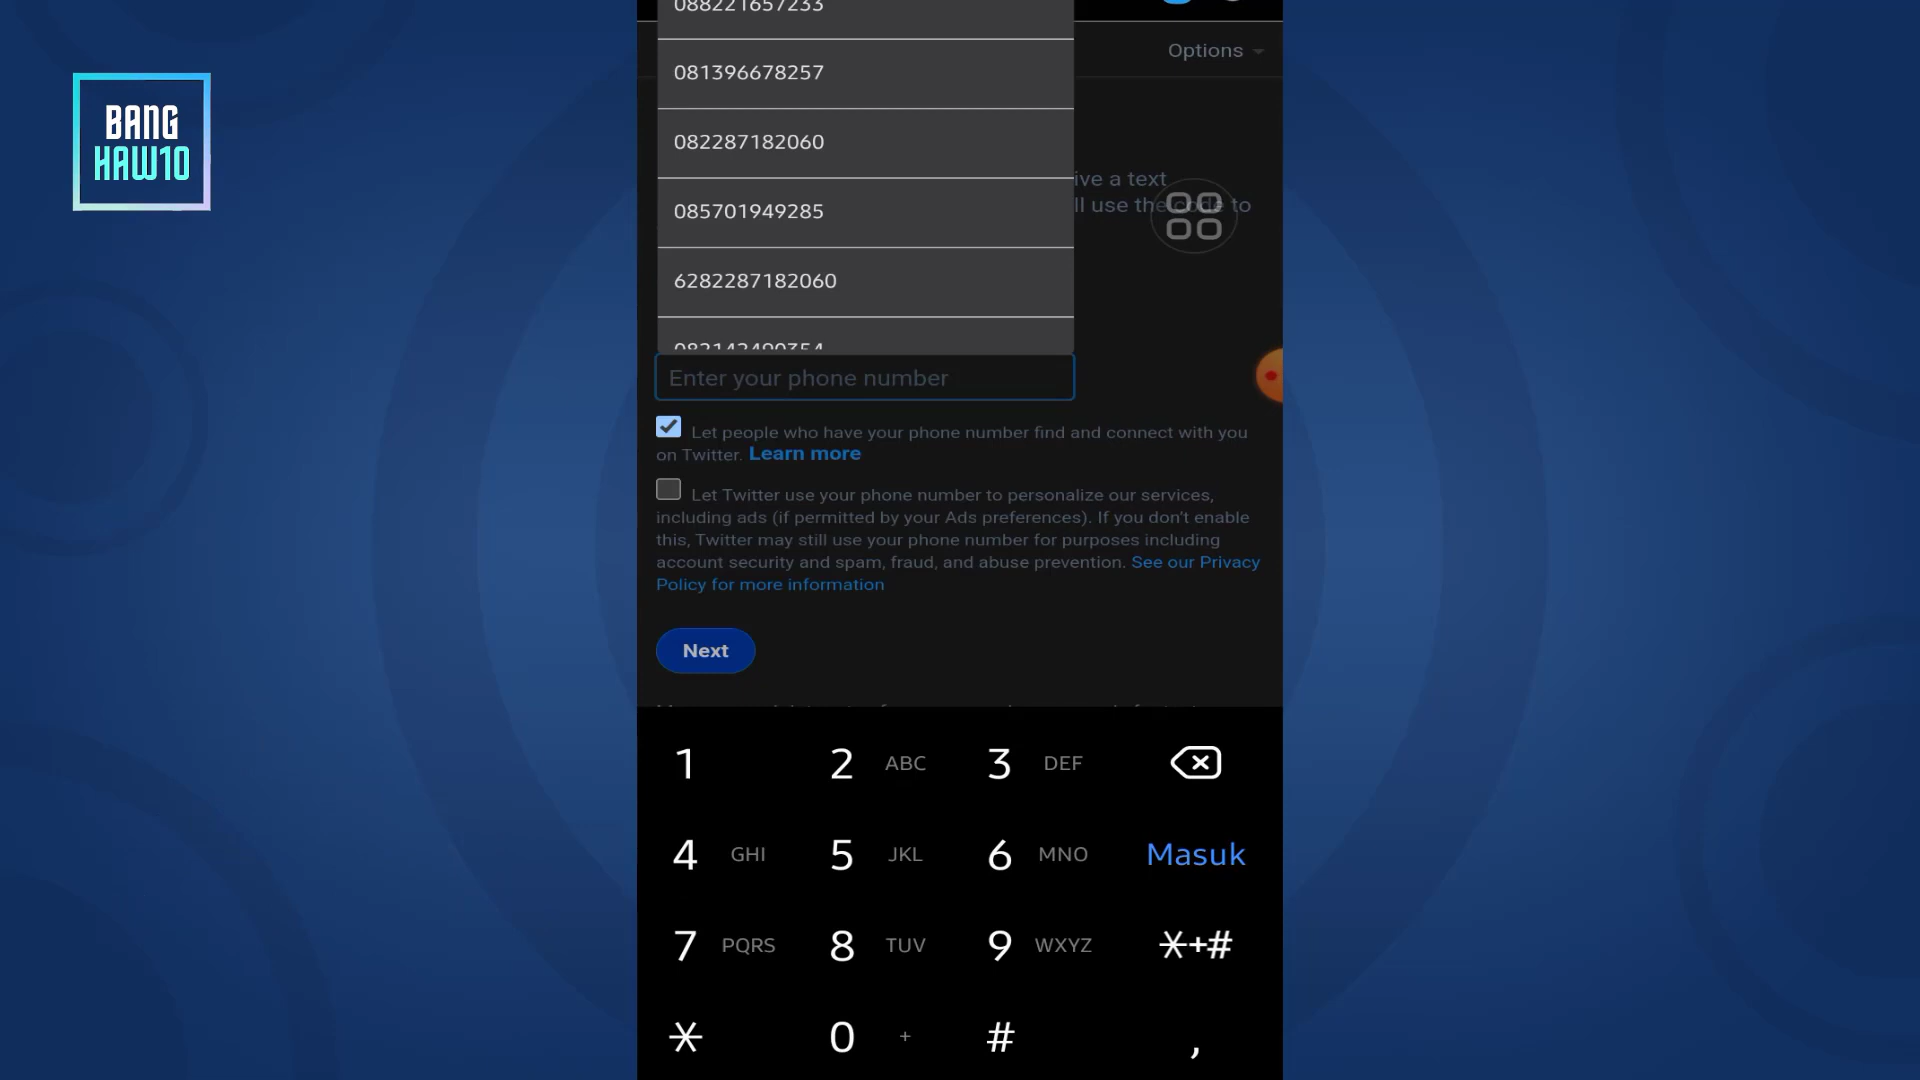 BANG
HAW10
088221657233
Options
081396678257
082287182060
ive a text
ll use the code to
085701949285
6282287182060
082142490354
Enter your phone number
Let people who have your phone number find and connect with you
on Twitter. Learn more
Let Twitter use your phone number to personalize our services,
including ads (if permitted by your Ads preferences). If you don't enable
this, Twitter may still use your phone number for purposes including
account security and spam, fraud, and abuse prevention. See our Privacy
Policy for more information
Next
1
2 ABC
3 DEF
4 GHI
5 JKL
6 MNO
Masuk
7 PQRS
8 TUV
9 WXYZ
*+#
*
0 +
#
,